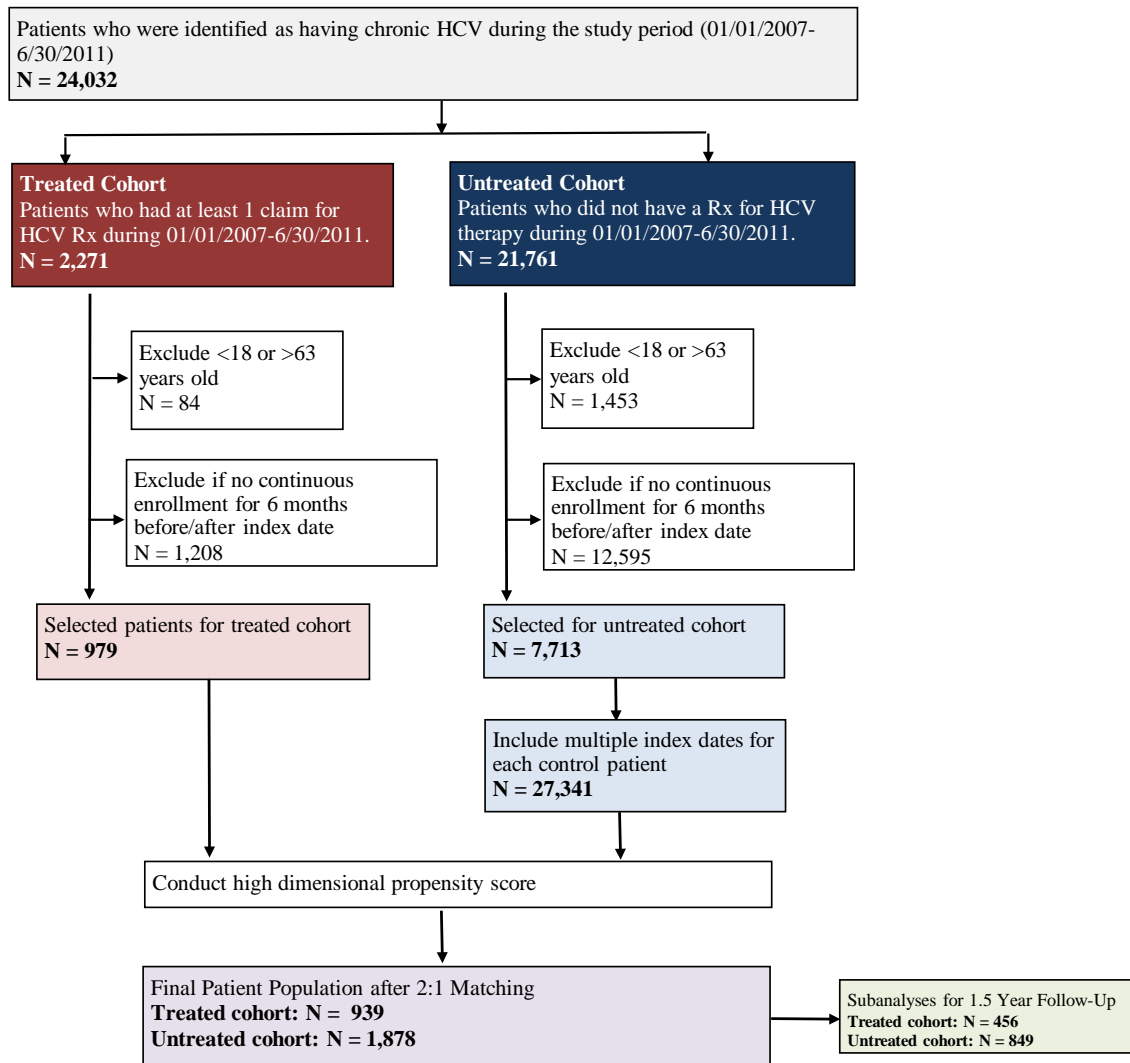 Patients who were identified as having chronic HCV during the study period (01/01/2007-
6/30/2011)
N = 24,032
Treated Cohort
Patients who had at least 1 claim for
HCV Rx during 01/01/2007-6/30/2011.
N = 2,271
Untreated Cohort
Patients who did not have a Rx for HCV
therapy during 01/01/2007-6/30/2011.
N = 21,761
Exclude <18 or >63
years old
N = 84
Exclude <18 or >63
years old
N = 1,453
Exclude if no continuous
enrollment for 6 months
before/after index date
N = 1,208
Exclude if no continuous
enrollment for 6 months
before/after index date
N = 12,595
Selected patients for treated cohort
N = 979
Selected for untreated cohort
N = 7,713
Include multiple index dates for
each control patient
N = 27,341
Conduct high dimensional propensity score
Final Patient Population after 2:1 Matching
Treated cohort: N = 939
Untreated cohort: N = 1,878
Subanalyses for 1.5 Year Follow-Up
Treated cohort: N = 456
Untreated cohort: N = 849